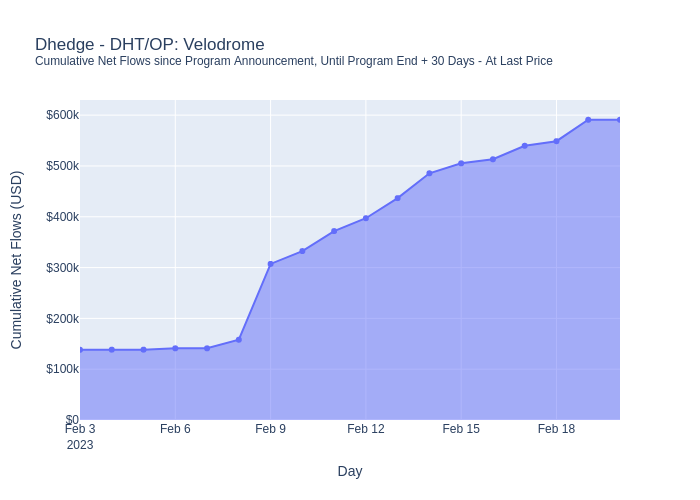 Dhedge - DHT/OP: Velodrome
Cumulative Net Flows since Program Announcement, Until Program End + 30 Days - At Last Price
Cumulative Net Flows (USD)
$600k
$500k
$400k
$300k
$200k
$100k
$0
Feb 3
2023
Feb 6
Feb 9
Feb 12
Feb 15
Feb 18
Day